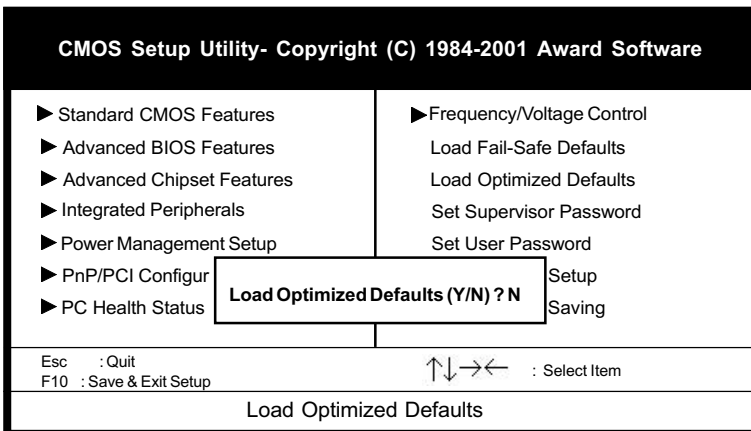 CMOS Setup Utility- Copyright (C) 1984-2001 Award Software
▶ Standard CMOS Features
▶ Advanced BIOS Features
▶ Advanced Chipset Features
▶ Integrated Peripherals
▶ Power Management Setup
▶ PnP/PCI Configur
▶ PC Health Status
▶ Frequency/Voltage Control
Load Fail-Safe Defaults
Load Optimized Defaults
Set Supervisor Password
Set User Password
Setup
Saving
Load Optimized Defaults (Y/N) ? N
Esc : Quit
F10 : Save & Exit Setup
↑↓→← : Select Item
Load Optimized Defaults